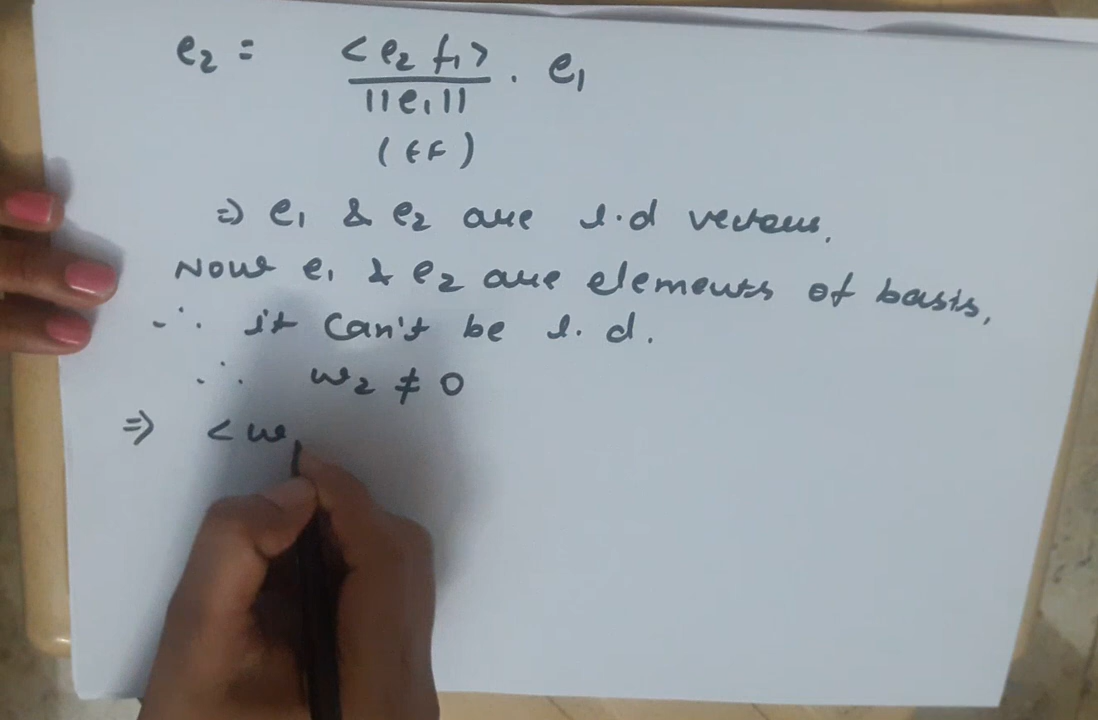 e₂ = <e₂ f₁> / ||e₁|| . e₁
(∈F)
⇒ e₁ & e₂ are l.d vectors.
Now e₁ & e₂ are elements of basis,
∴ it can't be l.d.
∴ w₂ ≠ 0
⇒ <w₁